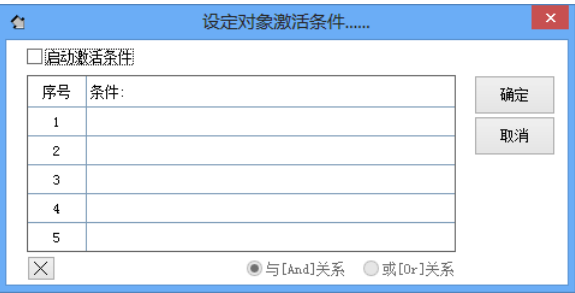 设定对象激活条件......
启动激活条件
序号 条件:
确定
1
取消
2
3
4
5
与[And]关系 或[Or]关系